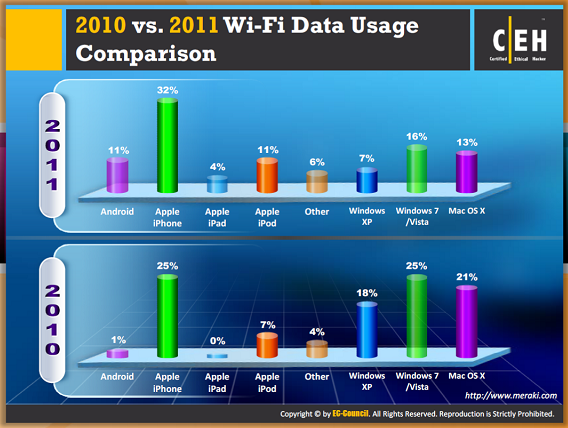 2010 vs. 2011 Wi-Fi Data Usage
Comparison
C|EH
Certified Ethical Hacker
2011
32%
11%
4%
11%
6%
7%
16%
13%
Android
Apple
iPhone
Apple
iPad
Apple
iPod
Other
Windows
XP
Windows 7
/Vista
Mac OS X
2010
1%
25%
0%
7%
4%
18%
25%
21%
Android
Apple
iPhone
Apple
iPad
Apple
iPod
Other
Windows
XP
Windows 7
/Vista
Mac OS X
http://www.meraki.com
Copyright © by EC-Council. All Rights Reserved. Reproduction is Strictly Prohibited.